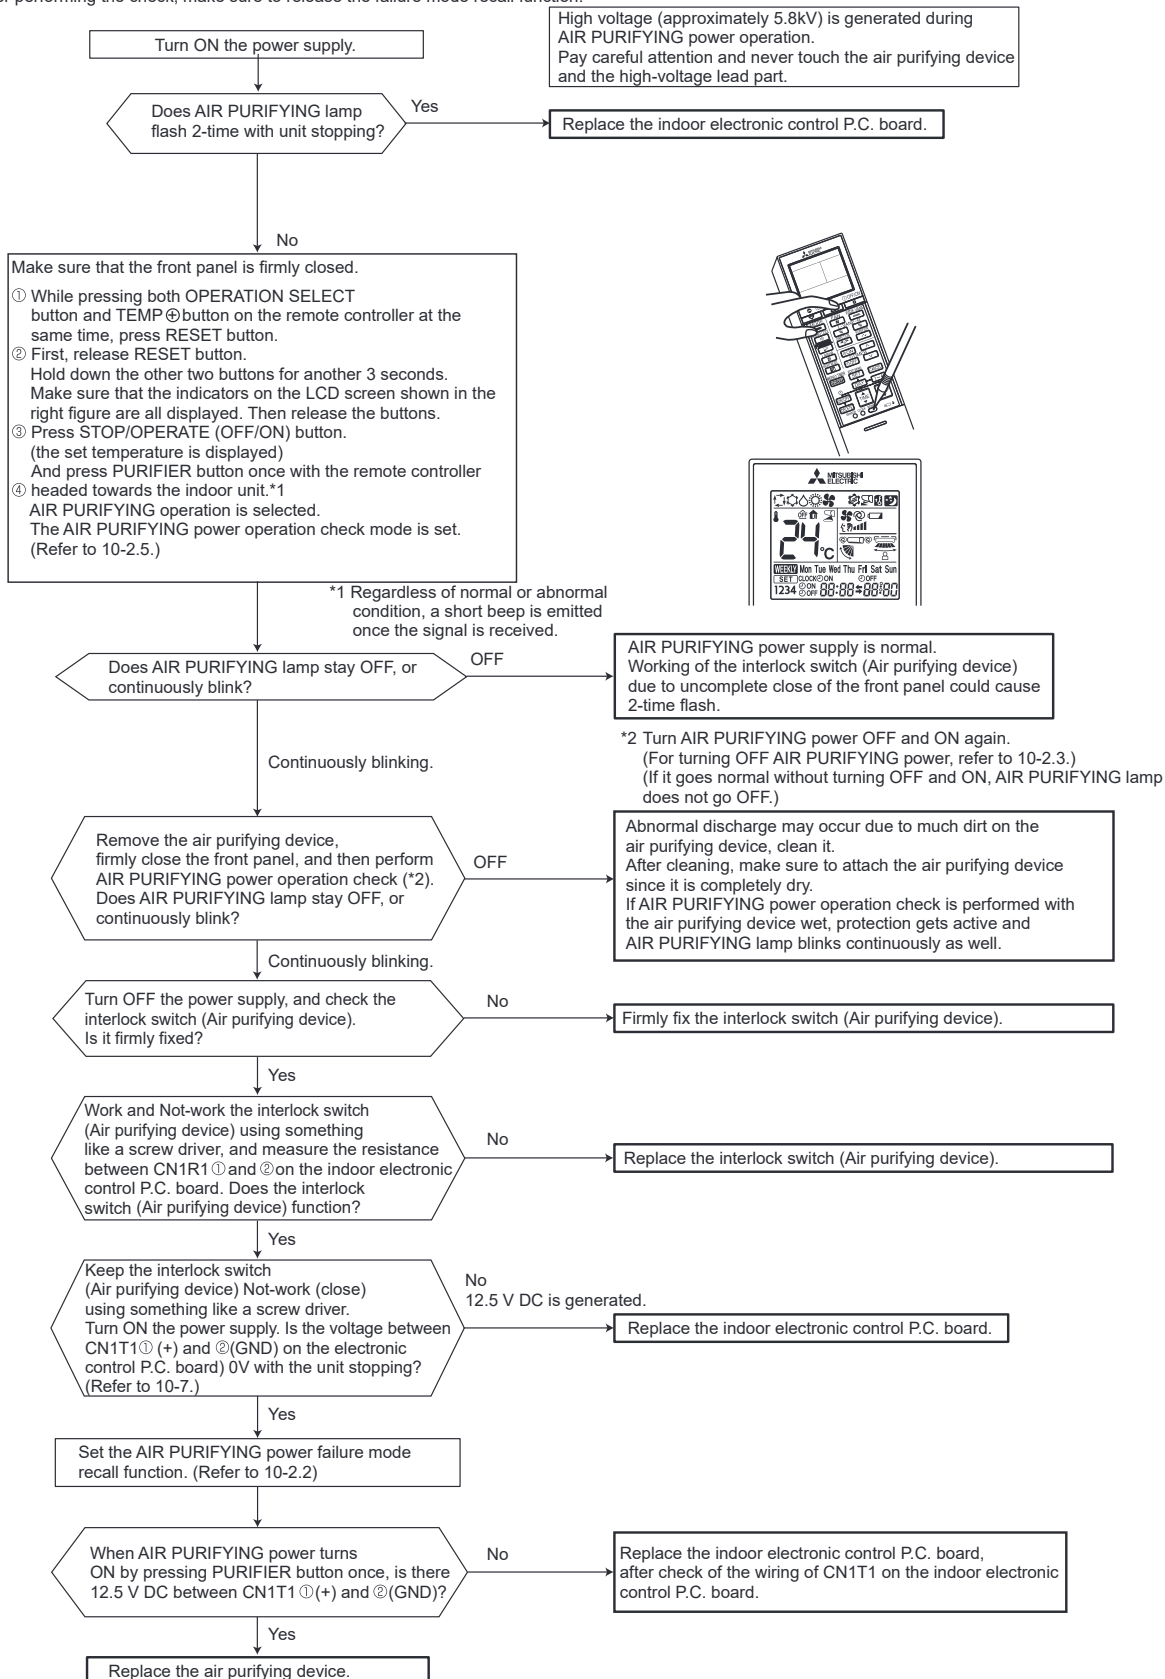 performing the check, make sure to release the failure mode recall function.
High voltage (approximately 5.8kV) is generated during
AIR PURIFYING power operation.
Pay careful attention and never touch the air purifying device
and the high-voltage lead part.
Turn ON the power supply.
Does AIR PURIFYING lamp
flash 2-time with unit stopping?
Yes
Replace the indoor electronic control P.C. board.
No
Make sure that the front panel is firmly closed.
① While pressing both OPERATION SELECT
button and TEMP⊕button on the remote controller at the
same time, press RESET button.
② First, release RESET button.
Hold down the other two buttons for another 3 seconds.
Make sure that the indicators on the LCD screen shown in the
right figure are all displayed. Then release the buttons.
③ Press STOP/OPERATE (OFF/ON) button.
(the set temperature is displayed)
And press PURIFIER button once with the remote controller
④ headed towards the indoor unit.*1
AIR PURIFYING operation is selected.
The AIR PURIFYING power operation check mode is set.
(Refer to 10-2.5.)
MITSUBISHI
ELECTRIC
24°C
WEEKLY Mon Tue Wed Thu Fri Sat Sun
SET CLOCK ON OFF
1234 ON OFF 88:88 88:88
*1 Regardless of normal or abnormal
condition, a short beep is emitted
once the signal is received.
Does AIR PURIFYING lamp stay OFF, or
continuously blink?
OFF
AIR PURIFYING power supply is normal.
Working of the interlock switch (Air purifying device)
due to uncomplete close of the front panel could cause
2-time flash.
*2 Turn AIR PURIFYING power OFF and ON again.
(For turning OFF AIR PURIFYING power, refer to 10-2.3.)
(If it goes normal without turning OFF and ON, AIR PURIFYING lamp
does not go OFF.)
Continuously blinking.
Remove the air purifying device,
firmly close the front panel, and then perform
AIR PURIFYING power operation check (*2).
Does AIR PURIFYING lamp stay OFF, or
continuously blink?
OFF
Abnormal discharge may occur due to much dirt on the
air purifying device, clean it.
After cleaning, make sure to attach the air purifying device
since it is completely dry.
If AIR PURIFYING power operation check is performed with
the air purifying device wet, protection gets active and
AIR PURIFYING lamp blinks continuously as well.
Continuously blinking.
Turn OFF the power supply, and check the
interlock switch (Air purifying device).
Is it firmly fixed?
No
Firmly fix the interlock switch (Air purifying device).
Yes
Work and Not-work the interlock switch
(Air purifying device) using something
like a screw driver, and measure the resistance
between CN1R1 ① and ② on the indoor electronic
control P.C. board. Does the interlock
switch (Air purifying device) function?
No
Replace the interlock switch (Air purifying device).
Yes
Keep the interlock switch
(Air purifying device) Not-work (close)
using something like a screw driver.
Turn ON the power supply. Is the voltage between
CN1T1① (+) and ②(GND) on the electronic
control P.C. board) 0V with the unit stopping?
(Refer to 10-7.)
No
12.5 V DC is generated.
Replace the indoor electronic control P.C. board.
Yes
Set the AIR PURIFYING power failure mode
recall function. (Refer to 10-2.2)
When AIR PURIFYING power turns
ON by pressing PURIFIER button once, is there
12.5 V DC between CN1T1 ①(+) and ②(GND)?
No
Replace the indoor electronic control P.C. board,
after check of the wiring of CN1T1 on the indoor electronic
control P.C. board.
Yes
Replace the air purifying device.